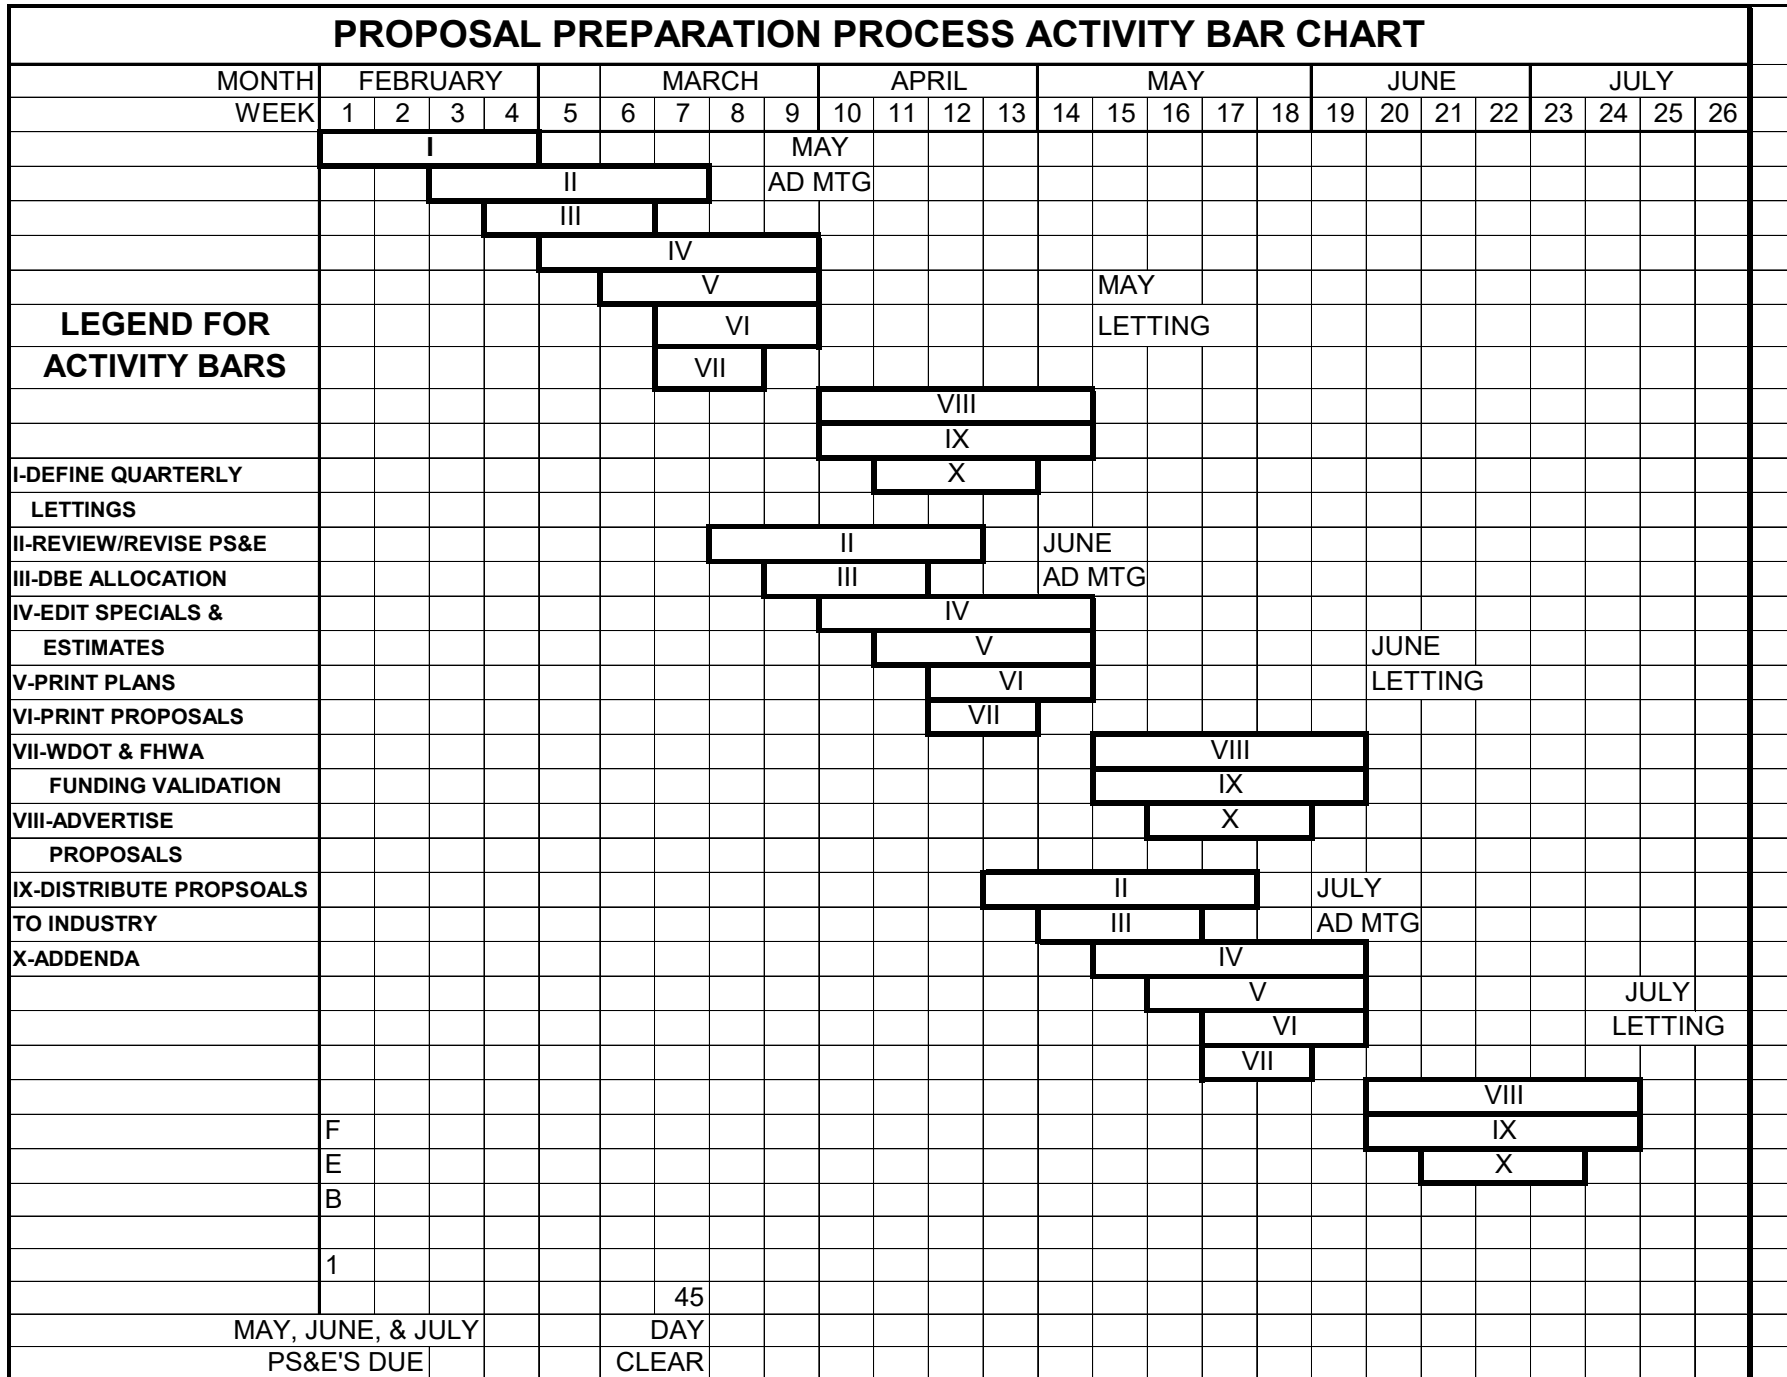 PROPOSAL PREPARATION PROCESS ACTIVITY BAR CHART
MONTH FEBRUARY MARCH APRIL MAY JUNE JULY
WEEK 1 2 3 4 5 6 7 8 9 10 11 12 13 14 15 16 17 18 19 20 21 22 23 24 25 26
I MAY
II AD MTG
III
IV
V MAY
LEGEND FOR VI LETTING
ACTIVITY BARS VII
VIII
IX
I-DEFINE QUARTERLY X
LETTINGS
II-REVIEW/REVISE PS&E II JUNE
III-DBE ALLOCATION III AD MTG
IV-EDIT SPECIALS & IV
ESTIMATES V JUNE
V-PRINT PLANS VI LETTING
VI-PRINT PROPOSALS VII
VII-WDOT & FHWA VIII
FUNDING VALIDATION IX
VIII-ADVERTISE X
PROPOSALS
IX-DISTRIBUTE PROPSOALS II JULY
TO INDUSTRY III AD MTG
X-ADDENDA IV
V JULY
VI LETTING
VII
VIII
F IX
E X
B
1
45
MAY, JUNE, & JULY DAY
PS&E'S DUE CLEAR